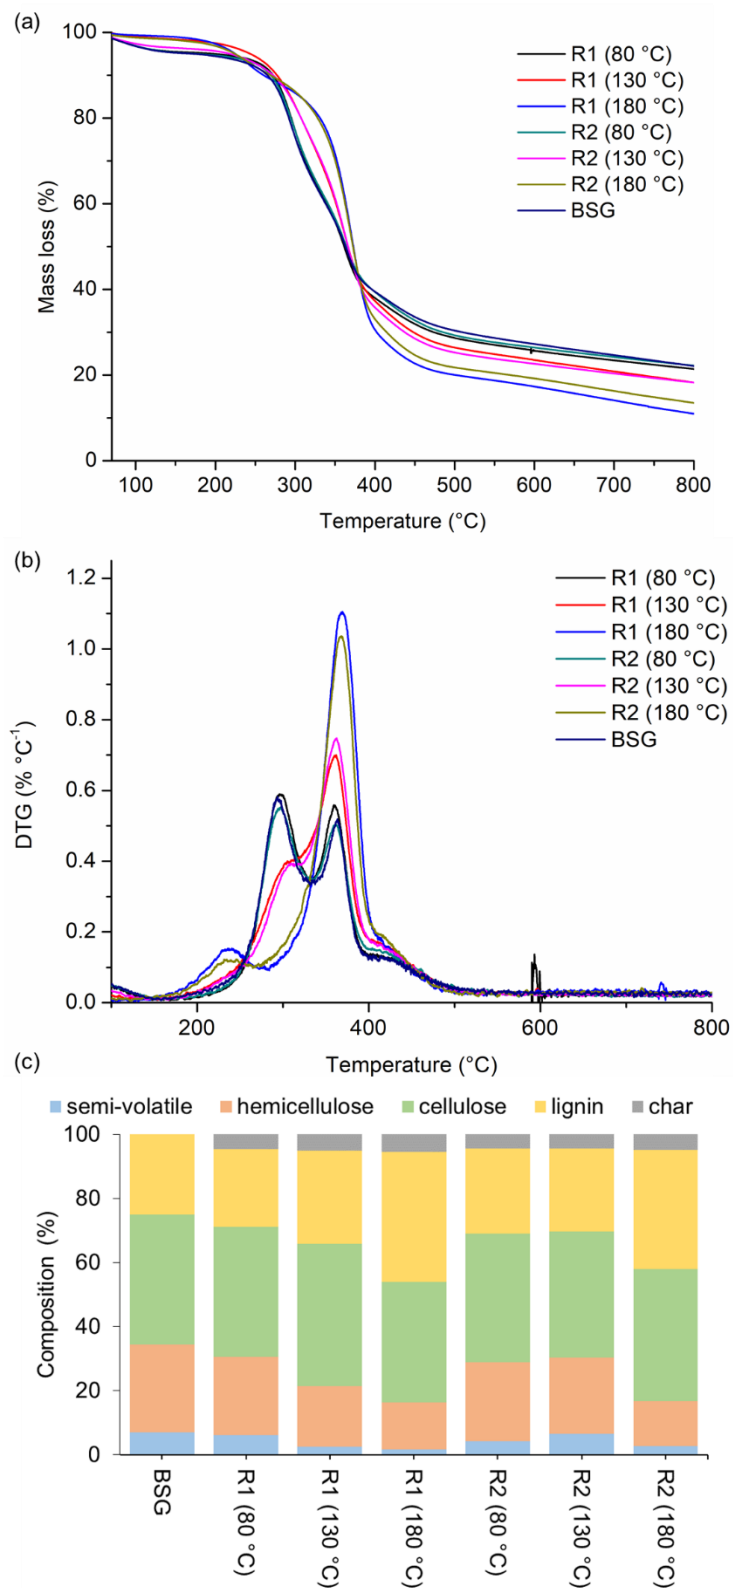 (a)
100
80
60
40
20
0
Mass loss (%)
R1 (80 °C)
R1 (130 °C)
R1 (180 °C)
R2 (80 °C)
R2 (130 °C)
R2 (180 °C)
BSG
100 200 300 400 500 600 700 800
Temperature (°C)
(b)
1.2
1.0
0.8
0.6
0.4
0.2
0.0
DTG (% °C⁻¹)
R1 (80 °C)
R1 (130 °C)
R1 (180 °C)
R2 (80 °C)
R2 (130 °C)
R2 (180 °C)
BSG
200 400 600 800
Temperature (°C)
(c)
semi-volatile hemicellulose cellulose lignin char
100
80
60
40
20
0
Composition (%)
BSG
R1 (80 °C)
R1 (130 °C)
R1 (180 °C)
R2 (80 °C)
R2 (130 °C)
R2 (180 °C)